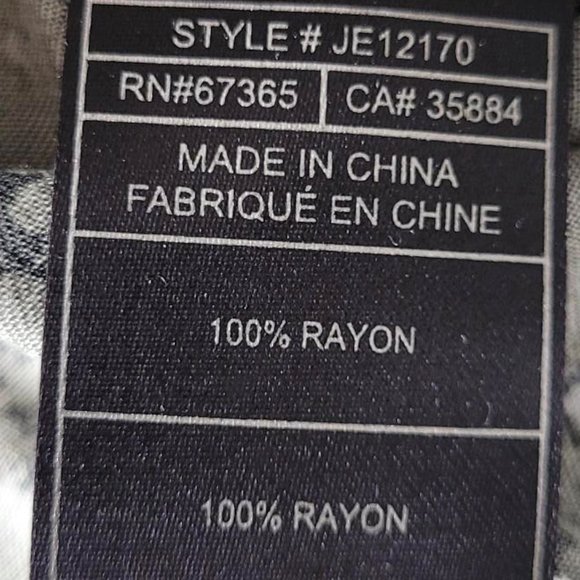 STYLE # JE12170
RN#67365 CA# 35884
MADE IN CHINA
FABRIQUÉ EN CHINE
100% RAYON
100% RAYON